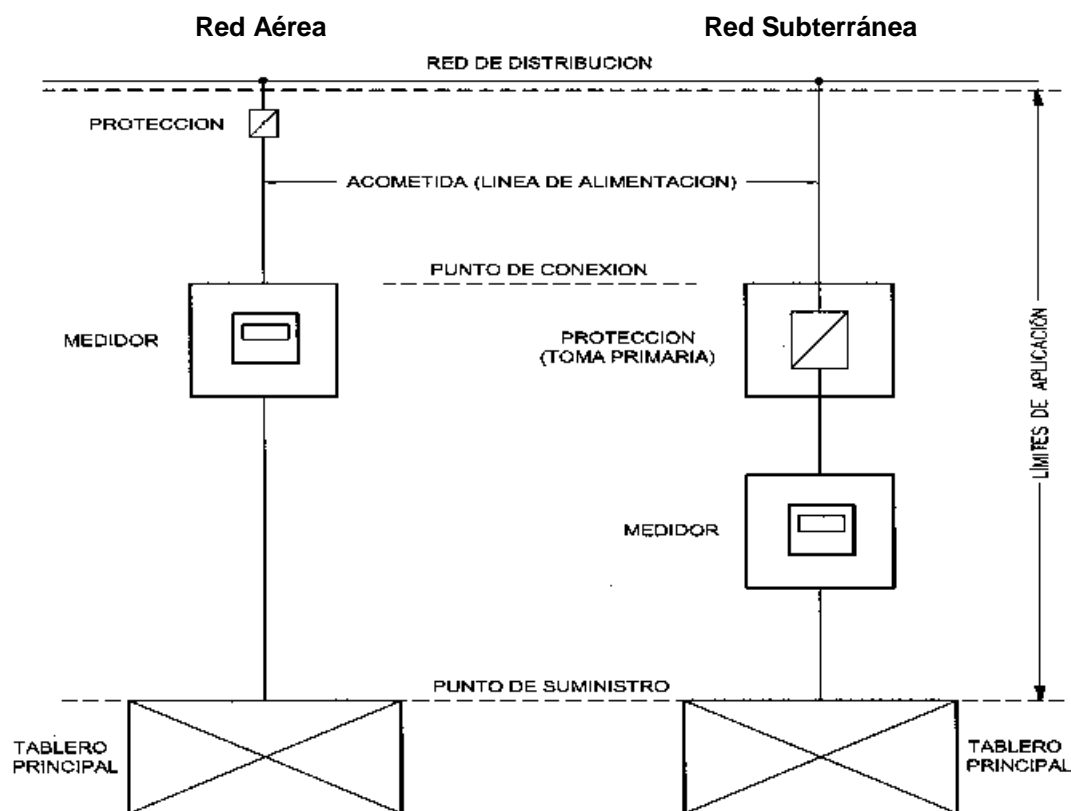 Red Aérea
Red Subterránea
RED DE DISTRIBUCION
PROTECCION
ACOMETIDA (LINEA DE ALIMENTACION)
PUNTO DE CONEXION
MEDIDOR
PROTECCION
(TOMA PRIMARIA)
LÍMITES DE APLICACIÓN
MEDIDOR
PUNTO DE SUMINISTRO
TABLERO
PRINCIPAL
TABLERO
PRINCIPAL